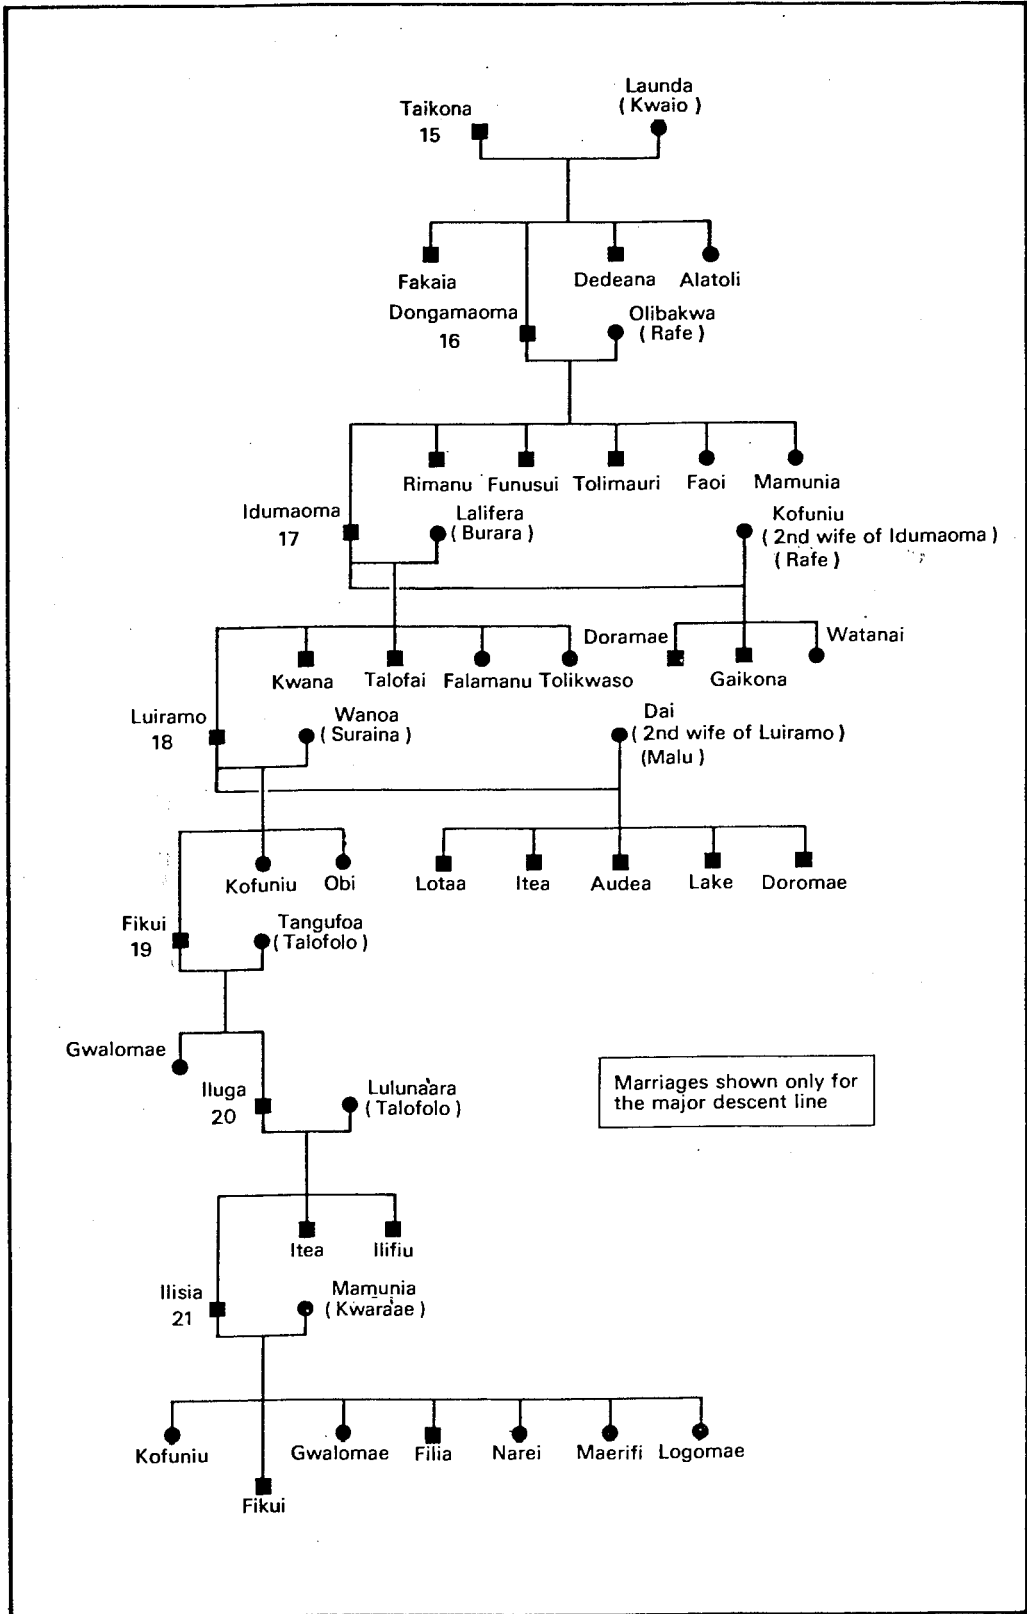 Launda
( Kwaio )
Taikona
15
Fakaia
Dedeana
Alatoli
Dongamaoma
16
Olibakwa
( Rafe )
Rimanu
Funusui
Tolimauri
Faoi
Mamunia
Idumaoma
17
Lalifera
( Burara )
Kofuniu
( 2nd wife of Idumaoma )
( Rafe )
Doramae
Watanai
Kwana
Talofai
Falamanu
Tolikwaso
Gaikona
Luiramo
18
Wanoa
( Suraina )
Dai
( 2nd wife of Luiramo )
(Malu )
Kofuniu
Obi
Lotaa
Itea
Audea
Lake
Doromae
Fikui
19
Tangufoa
( Talofolo )
Gwalomae
Iluga
20
Luluna'ara
( Talofolo )
Marriages shown only for
the major descent line
Itea
Ilifiu
Ilisia
21
Mamunia
( Kwara'ae )
Kofuniu
Gwalomae
Filia
Narei
Maerifi
Logomae
Fikui